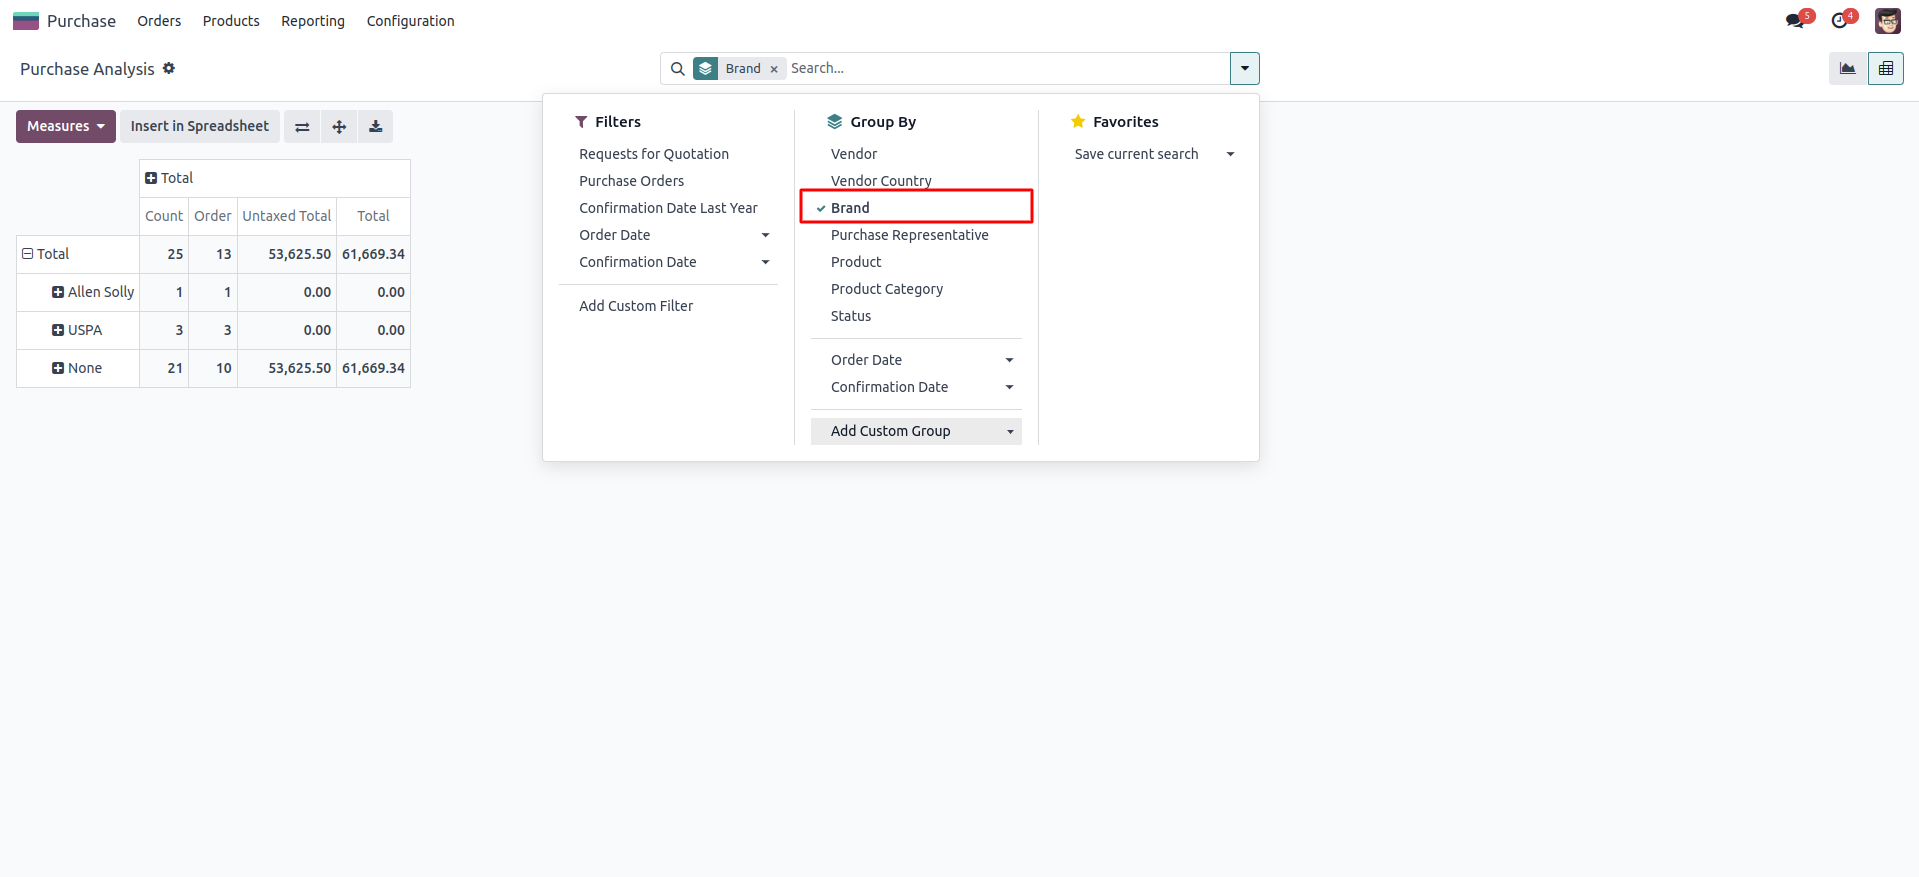 Purchase Orders Products Reporting Configuration 5 4
Purchase Analysis Brand × Search...
Measures Insert in Spreadsheet
Total
Count Order Untaxed Total Total
Total 25 13 53,625.50 61,669.34
Allen Solly 1 1 0.00 0.00
USPA 3 3 0.00 0.00
None 21 10 53,625.50 61,669.34
Filters
Requests for Quotation
Purchase Orders
Confirmation Date Last Year
Order Date
Confirmation Date
Add Custom Filter
Group By
Vendor
Vendor Country
Brand
Purchase Representative
Product
Product Category
Status
Order Date
Confirmation Date
Add Custom Group
Favorites
Save current search